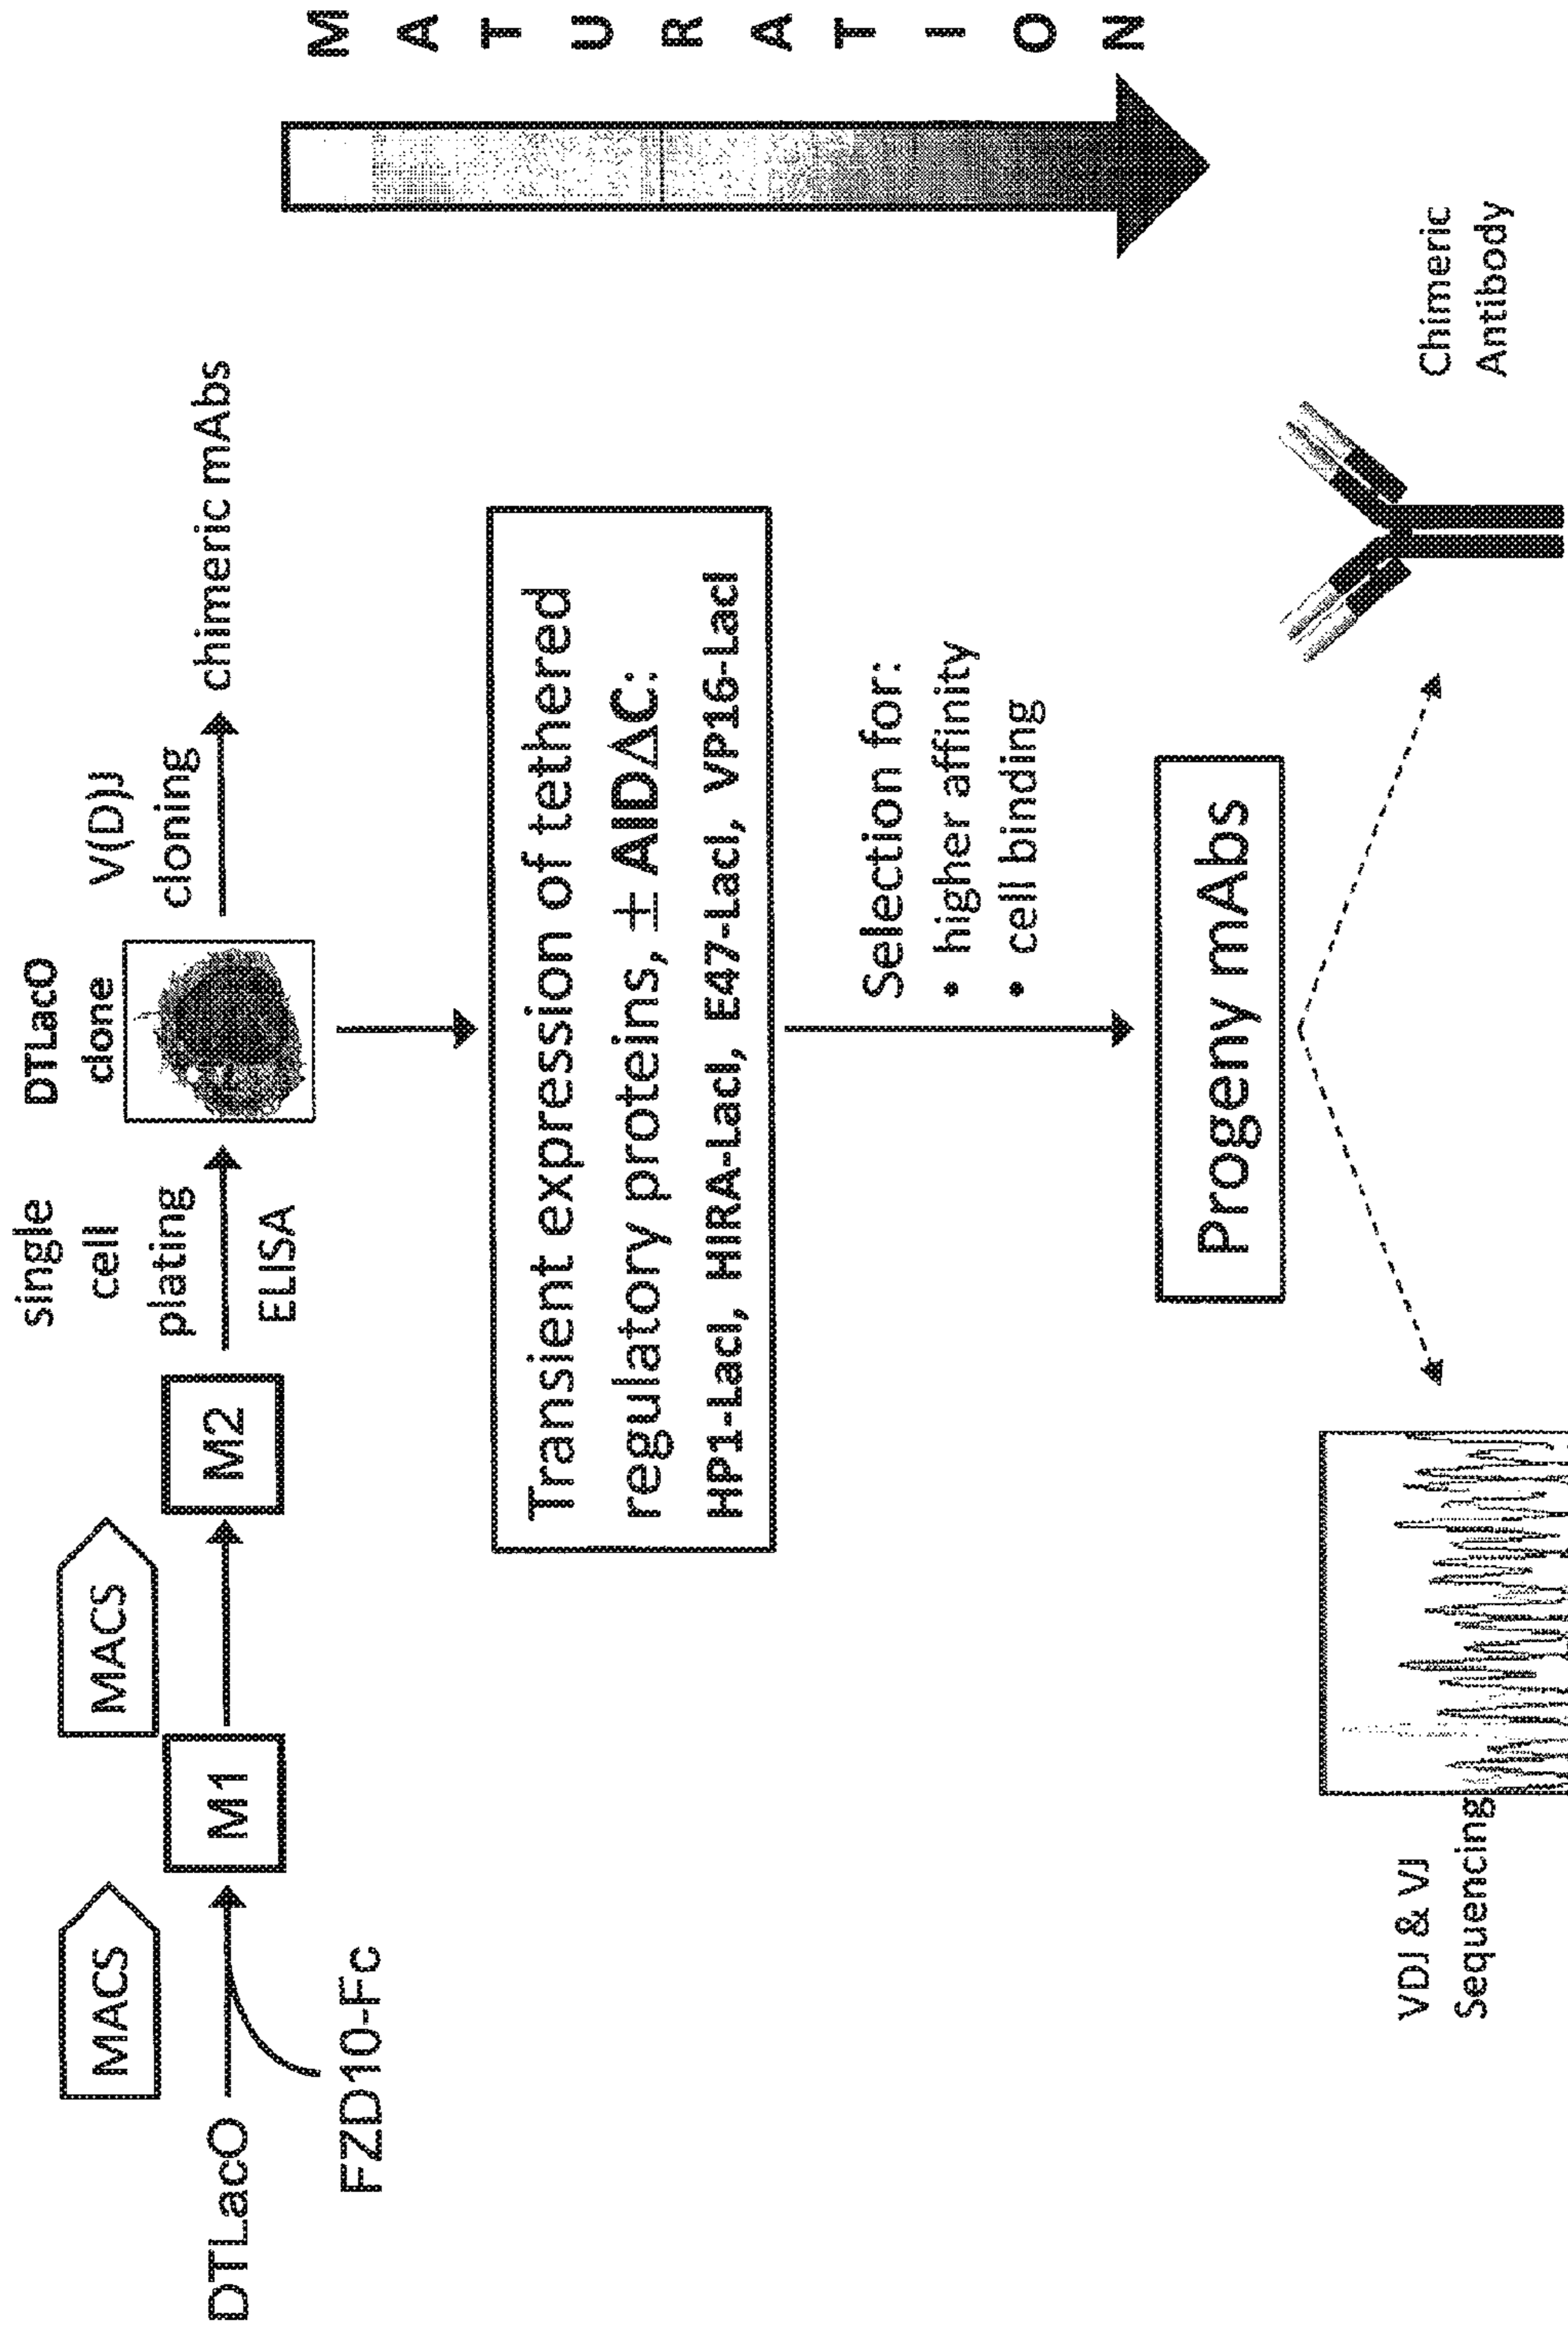 DTLacO
FZD10-Fc
MACS
M1
MACS
M2
single
cell
plating
ELISA
DTLacO
clone
V(D)J
cloning
chimeric mAbs
Transient expression of tethered
regulatory proteins, ± AIDΔC:
HP1-LacI, HIRA-LacI, E47-LacI, VP16-LacI
Selection for:
• higher affinity
• cell binding
Progeny mAbs
VDJ & VJ
Sequencing
Chimeric
Antibody
M
A
T
U
R
A
T
I
O
N